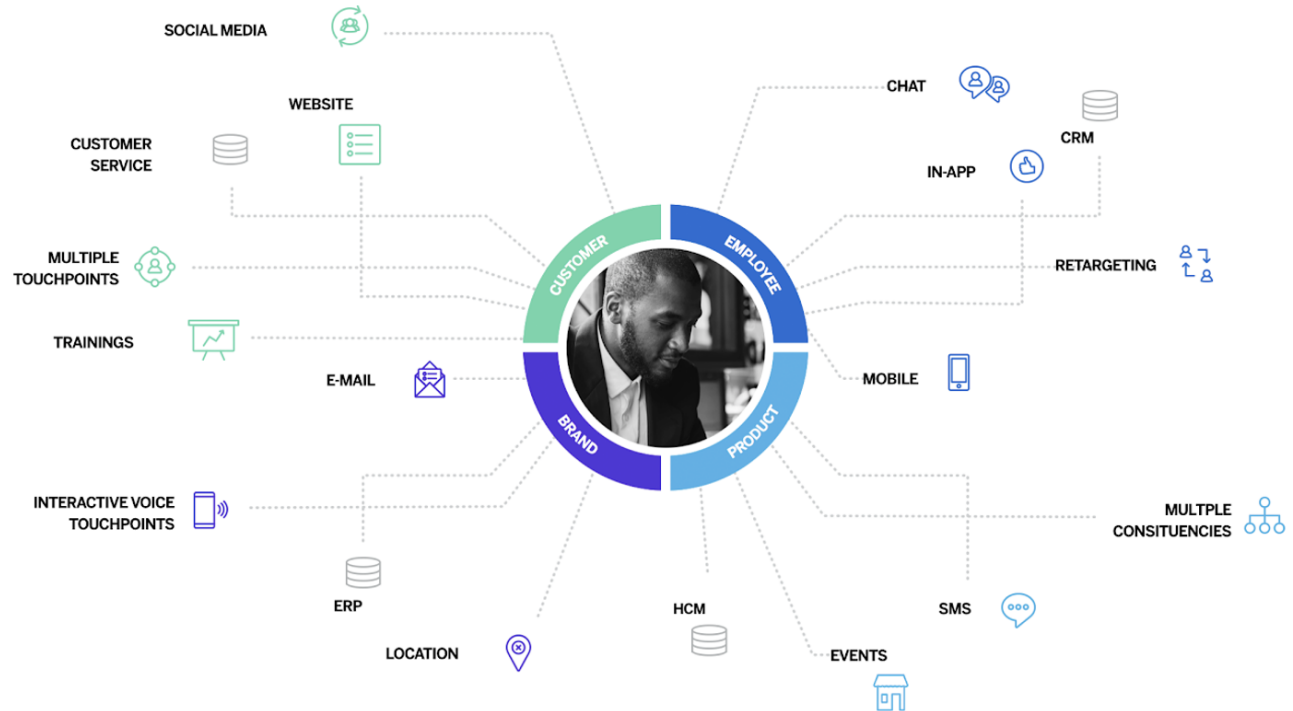 SOCIAL MEDIA
CHAT
WEBSITE
CRM
CUSTOMER
SERVICE
IN-APP
CUSTOMER
EMPLOYEE
MULTIPLE
TOUCHPOINTS
RETARGETING
TRAININGS
E-MAIL
MOBILE
BRAND
PRODUCT
INTERACTIVE VOICE
TOUCHPOINTS
MULTPLE
CONSITUENCIES
ERP
HCM
SMS
LOCATION
EVENTS